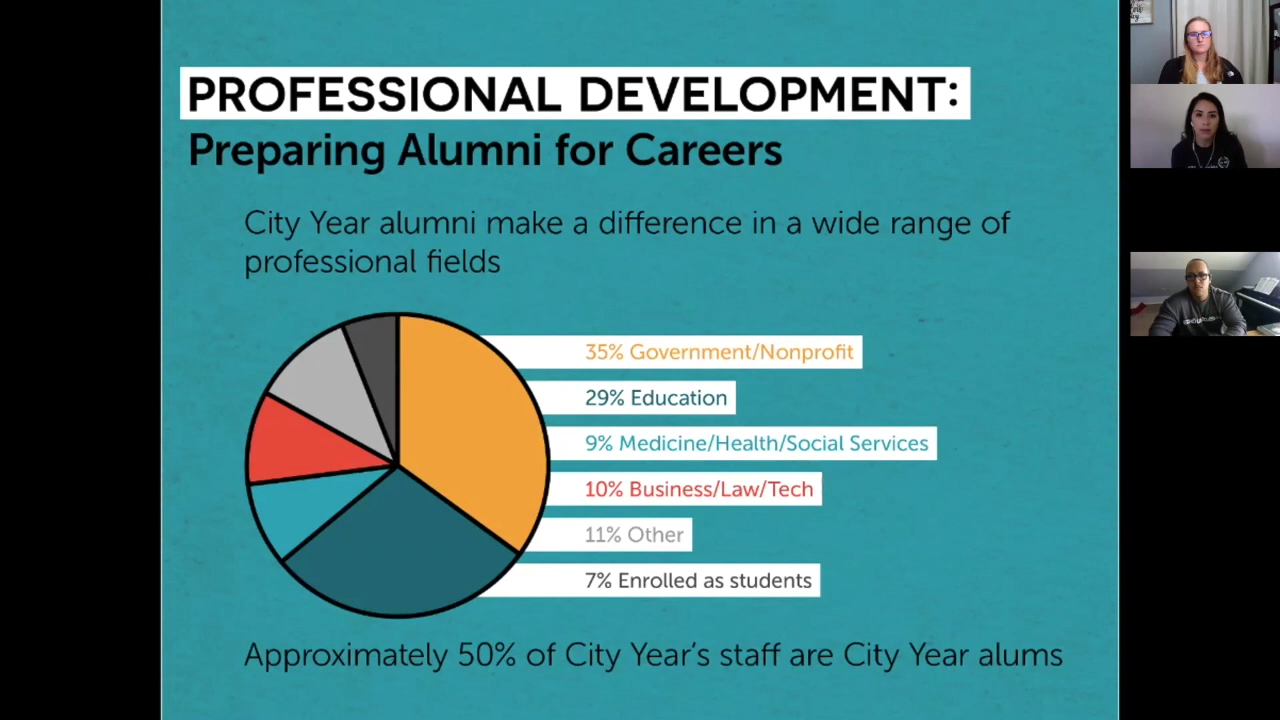 PROFESSIONAL DEVELOPMENT:
Preparing Alumni for Careers
City Year alumni make a difference in a wide range of
professional fields
35% Government/Nonprofit
29% Education
9% Medicine/Health/Social Services
10% Business/Law/Tech
11% Other
7% Enrolled as students
Approximately 50% of City Year's staff are City Year alums